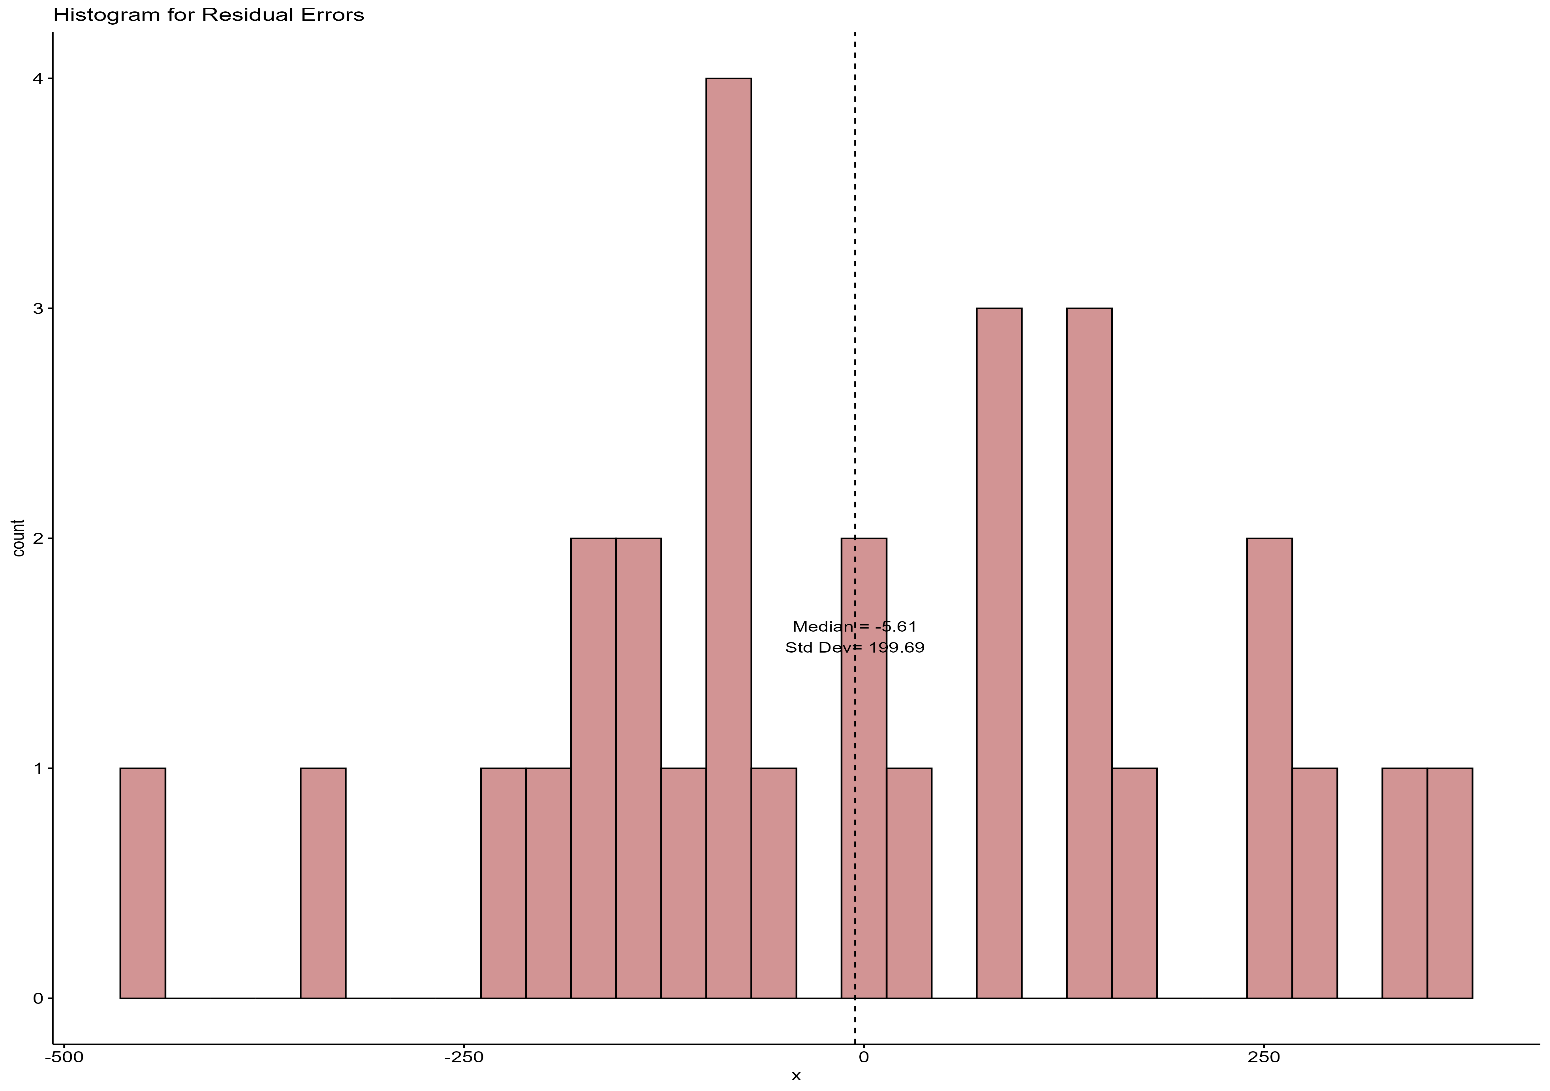 Histogram for Residual Errors
4
3
2
1
0
count
Median = -5.61
Std Dev= 199.69
-500
-250
0
250
x